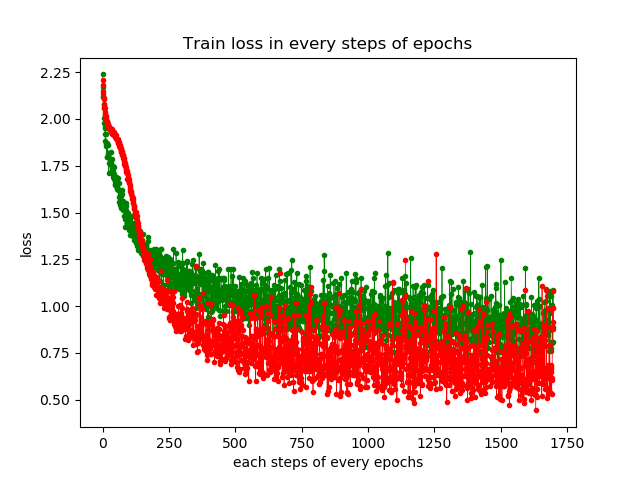 Train loss in every steps of epochs
loss
2.25
2.00
1.75
1.50
1.25
1.00
0.75
0.50
0 250 500 750 1000 1250 1500 1750
each steps of every epochs